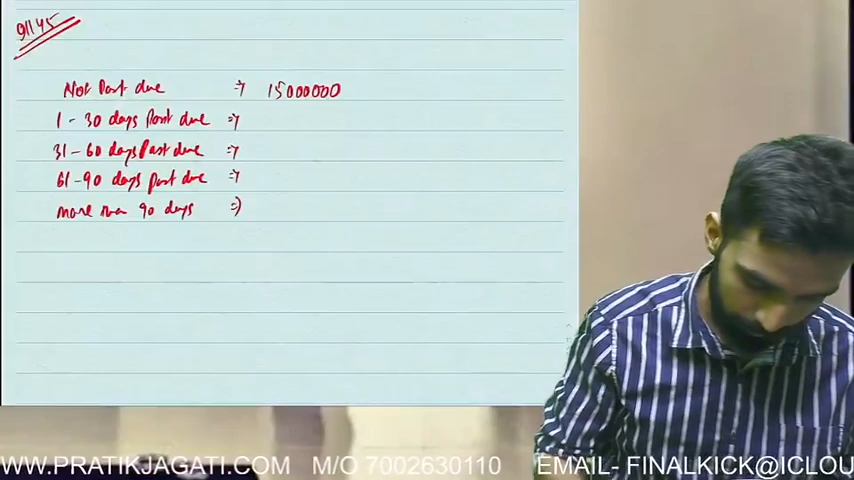 Not Past due => 15000000
1 - 30 days Past due =>
31 - 60 days Past due =>
61 - 90 days Past due =>
more than 90 days =>
WWW.PRATIKJAGATI.COM M/O 7002630110 EMAIL- FINALKICK@ICLOU